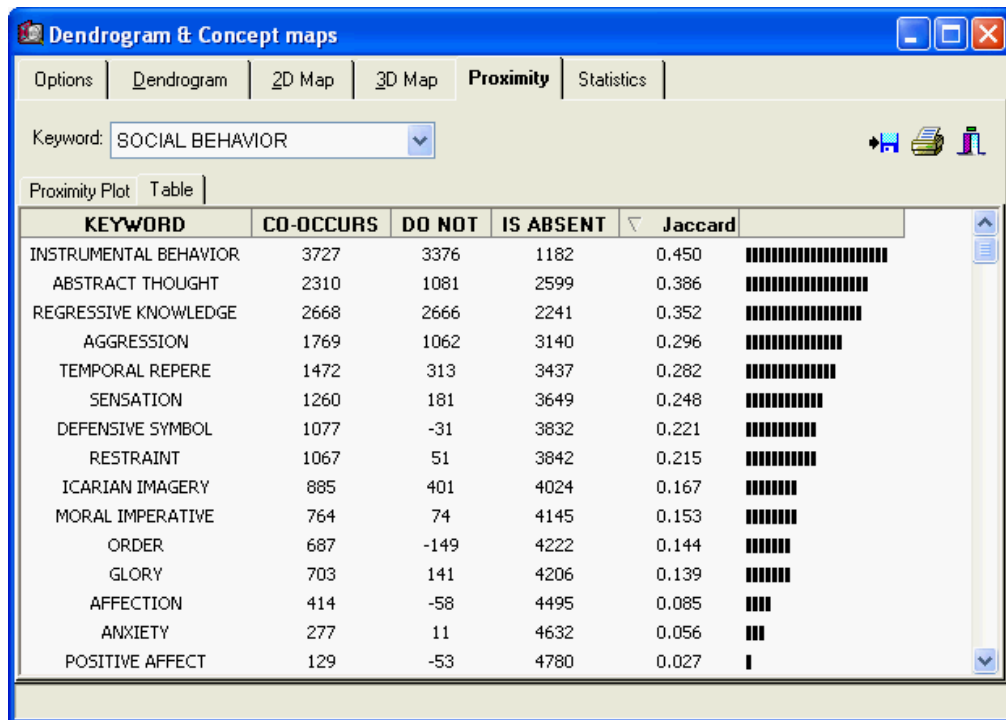 Dendrogram & Concept maps
Options Dendrogram 2D Map 3D Map Proximity Statistics
Keyword: SOCIAL BEHAVIOR
Proximity Plot Table
KEYWORD CO-OCCURS DO NOT IS ABSENT Jaccard
INSTRUMENTAL BEHAVIOR 3727 3376 1182 0.450
ABSTRACT THOUGHT 2310 1081 2599 0.386
REGRESSIVE KNOWLEDGE 2668 2666 2241 0.352
AGGRESSION 1769 1062 3140 0.296
TEMPORAL REPERE 1472 313 3437 0.282
SENSATION 1260 181 3649 0.248
DEFENSIVE SYMBOL 1077 -31 3832 0.221
RESTRAINT 1067 51 3842 0.215
ICARIAN IMAGERY 885 401 4024 0.167
MORAL IMPERATIVE 764 74 4145 0.153
ORDER 687 -149 4222 0.144
GLORY 703 141 4206 0.139
AFFECTION 414 -58 4495 0.085
ANXIETY 277 11 4632 0.056
POSITIVE AFFECT 129 -53 4780 0.027